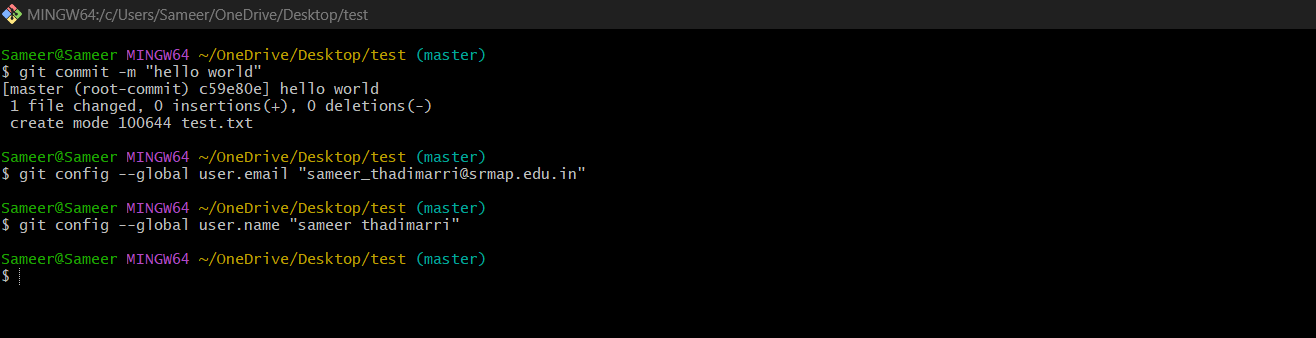 MINGW64:/c/Users/Sameer/OneDrive/Desktop/test
Sameer@Sameer MINGW64 ~/OneDrive/Desktop/test (master)
$ git commit -m "hello world"
[master (root-commit) c59e80e] hello world
 1 file changed, 0 insertions(+), 0 deletions(-)
 create mode 100644 test.txt
Sameer@Sameer MINGW64 ~/OneDrive/Desktop/test (master)
$ git config --global user.email "sameer_thadimarri@srmap.edu.in"
Sameer@Sameer MINGW64 ~/OneDrive/Desktop/test (master)
$ git config --global user.name "sameer thadimarri"
Sameer@Sameer MINGW64 ~/OneDrive/Desktop/test (master)
$